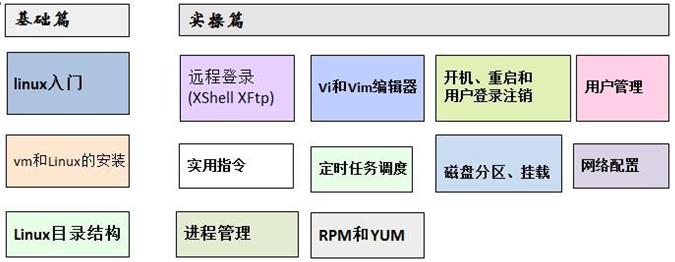 基础篇
实操篇
linux入门
远程登录
(XShell XFtp)
Vi和Vim编辑器
开机、重启和
用户登录注销
用户管理
vm和Linux的安装
实用指令
定时任务调度
磁盘分区、挂载
网络配置
Linux目录结构
进程管理
RPM和YUM